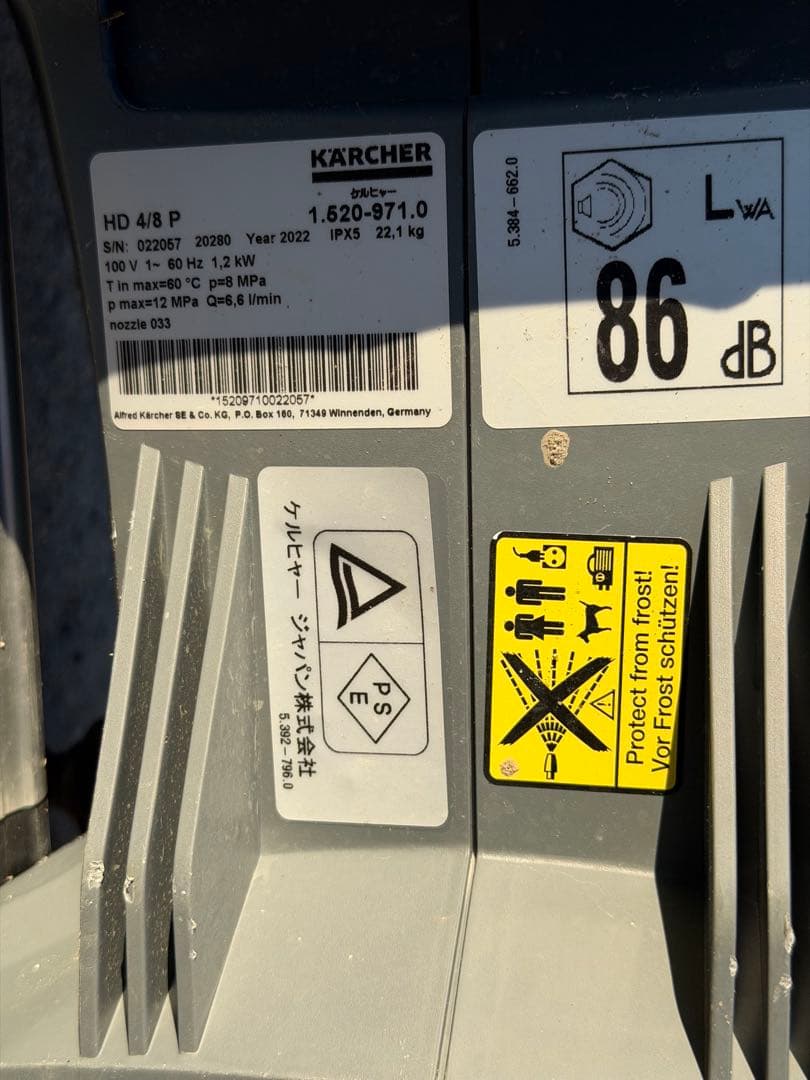 KÄRCHER
ケルヒャー
HD 4/8 P 1.520-971.0
S/N: 022057 20280 Year 2022 IPX5 22,1 kg
100 V 1~ 60 Hz 1,2 kW
T in max=60 °C p=8 MPa
p max=12 MPa Q=6,6 l/min
nozzle 033
*15209710022057*
Alfred Kärcher SE & Co. KG, P.O. Box 160, 71349 Winnenden, Germany
5.384-662.0
LWA
86
dB
ケルヒャー ジャパン株式会社
5.392-796.0
PS
E
Protect from frost!
Vor Frost schützen!